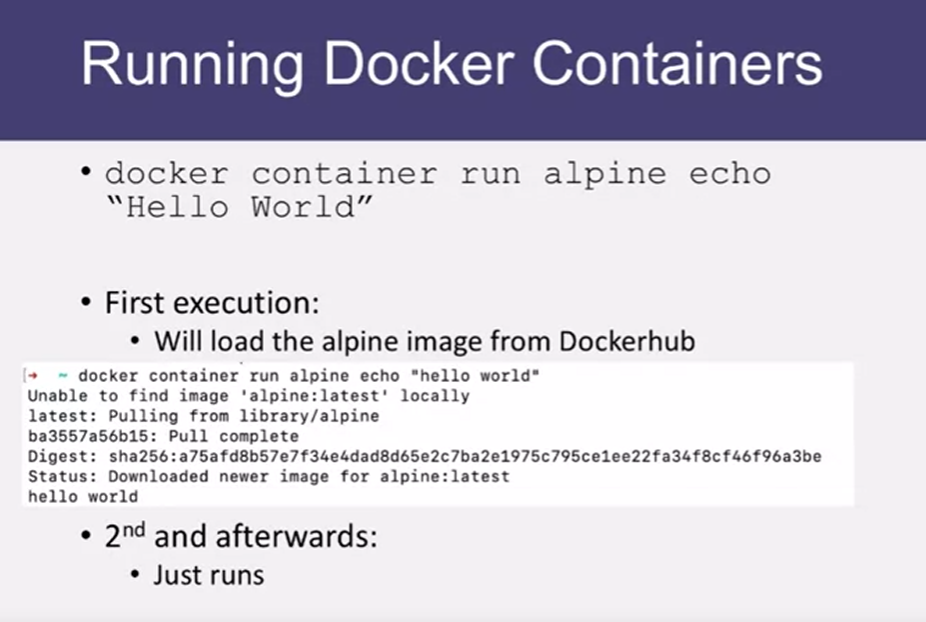 Running Docker Containers
• docker container run alpine echo
“Hello World”
• First execution:
• Will load the alpine image from Dockerhub
[→ ~ docker container run alpine echo "hello world"
Unable to find image 'alpine:latest' locally
latest: Pulling from library/alpine
ba3557a56b15: Pull complete
Digest: sha256:a75afd8b57e7f34e4dad8d65e2c7ba2e1975c795ce1ee22fa34f8cf46f96a3be
Status: Downloaded newer image for alpine:latest
hello world
• 2nd and afterwards:
• Just runs